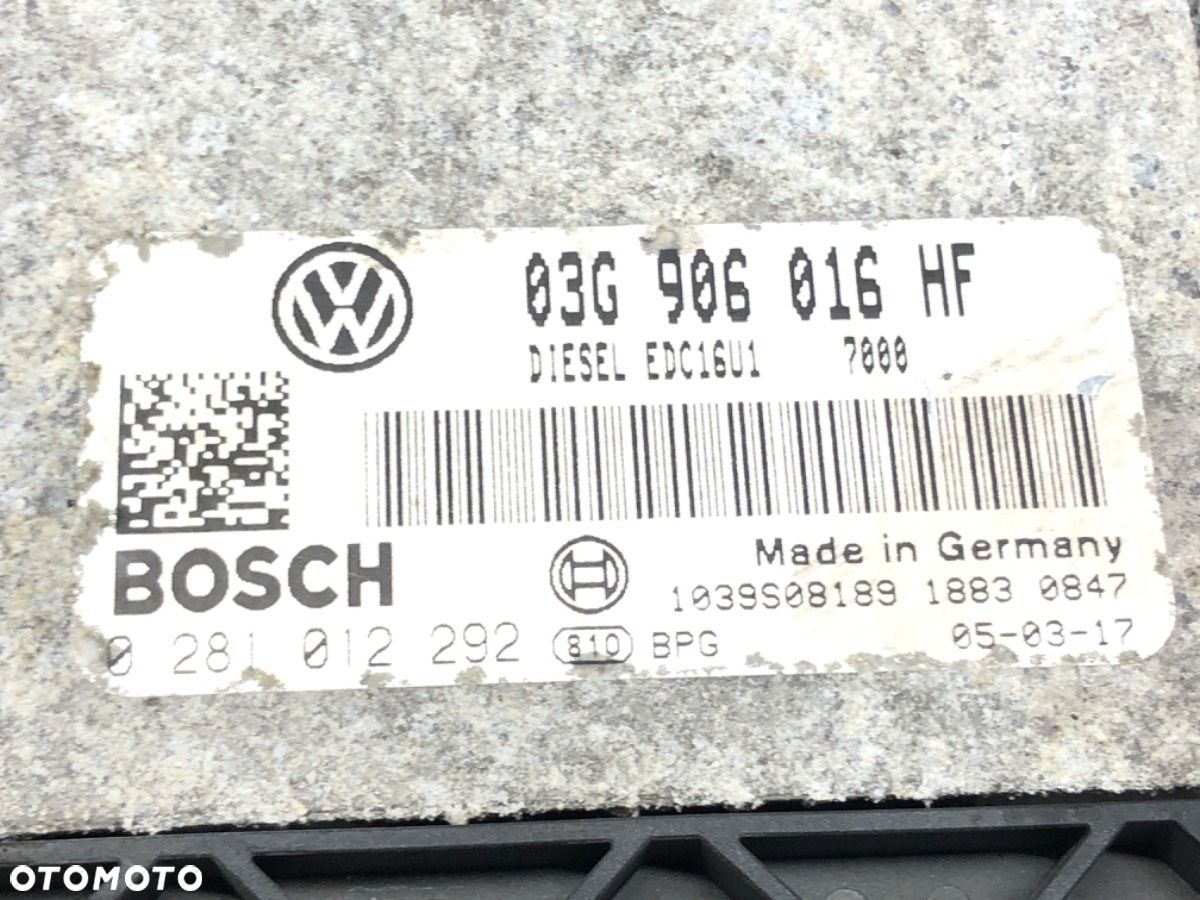 03G 906 016 HF
DIESEL EDC16U1 7000
BOSCH
Made in Germany
1039S08189 1883 0847
0 281 012 292 810 BPG 05-03-17
OTOMOTO